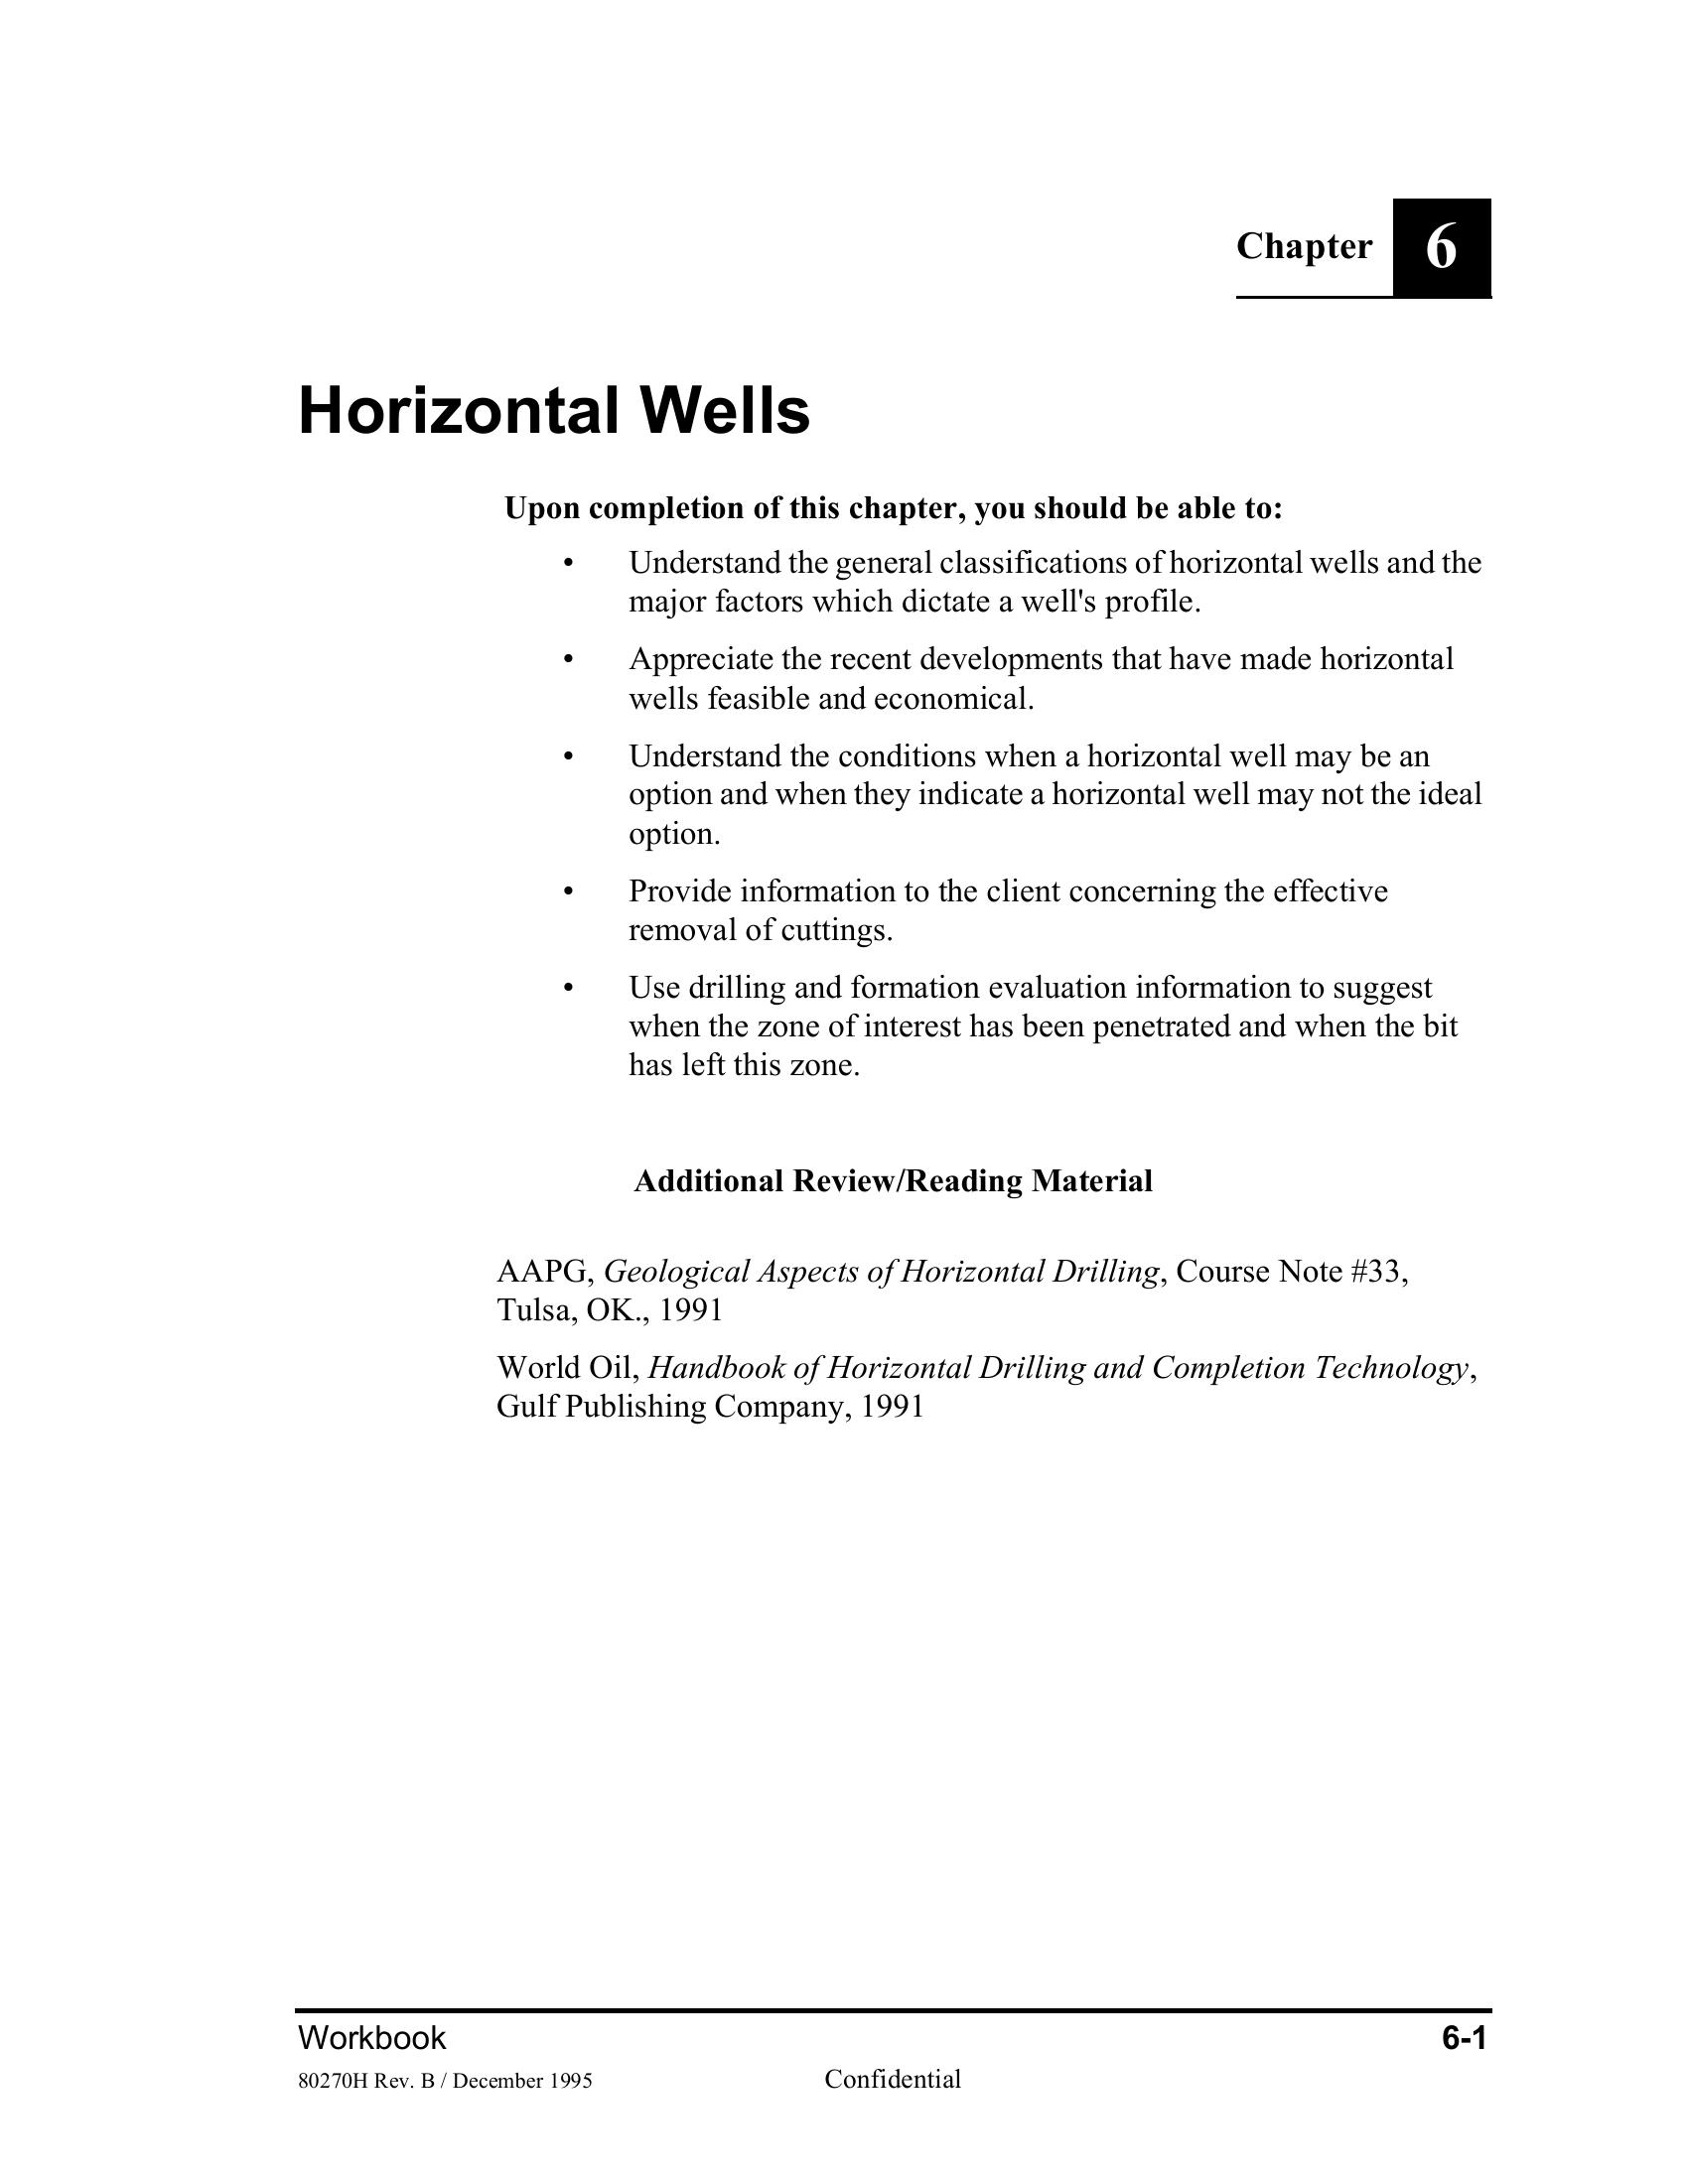 Chapter 6
Horizontal Wells
Upon completion of this chapter, you should be able to:
• Understand the general classifications of horizontal wells and the
major factors which dictate a well's profile.
• Appreciate the recent developments that have made horizontal
wells feasible and economical.
• Understand the conditions when a horizontal well may be an
option and when they indicate a horizontal well may not the ideal
option.
• Provide information to the client concerning the effective
removal of cuttings.
• Use drilling and formation evaluation information to suggest
when the zone of interest has been penetrated and when the bit
has left this zone.
Additional Review/Reading Material
AAPG, Geological Aspects of Horizontal Drilling, Course Note #33,
Tulsa, OK., 1991
World Oil, Handbook of Horizontal Drilling and Completion Technology,
Gulf Publishing Company, 1991
Workbook 6-1
80270H Rev. B / December 1995 Confidential